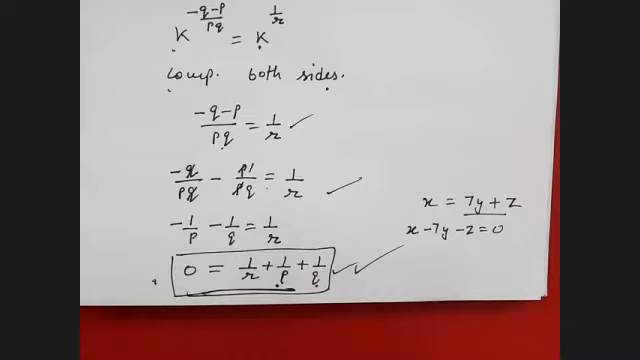 K^(-q-p)/pq = K^1/r
Comp. both sides.
(-q-p)/pq = 1/r ✓
-q/pq - p1/pq = 1/r ✓
-1/p - 1/q = 1/r
0 = 1/r + 1/p + 1/q ✓✓
x = 7y + z
x - 7y - z = 0